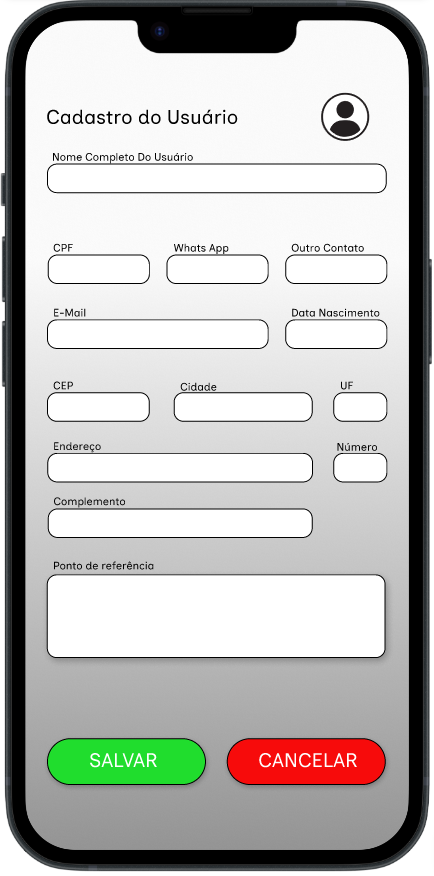 Cadastro do Usuário
Nome Completo Do Usuário
CPF
Whats App
Outro Contato
E-Mail
Data Nascimento
CEP
Cidade
UF
Endereço
Número
Complemento
Ponto de referência
SALVAR
CANCELAR